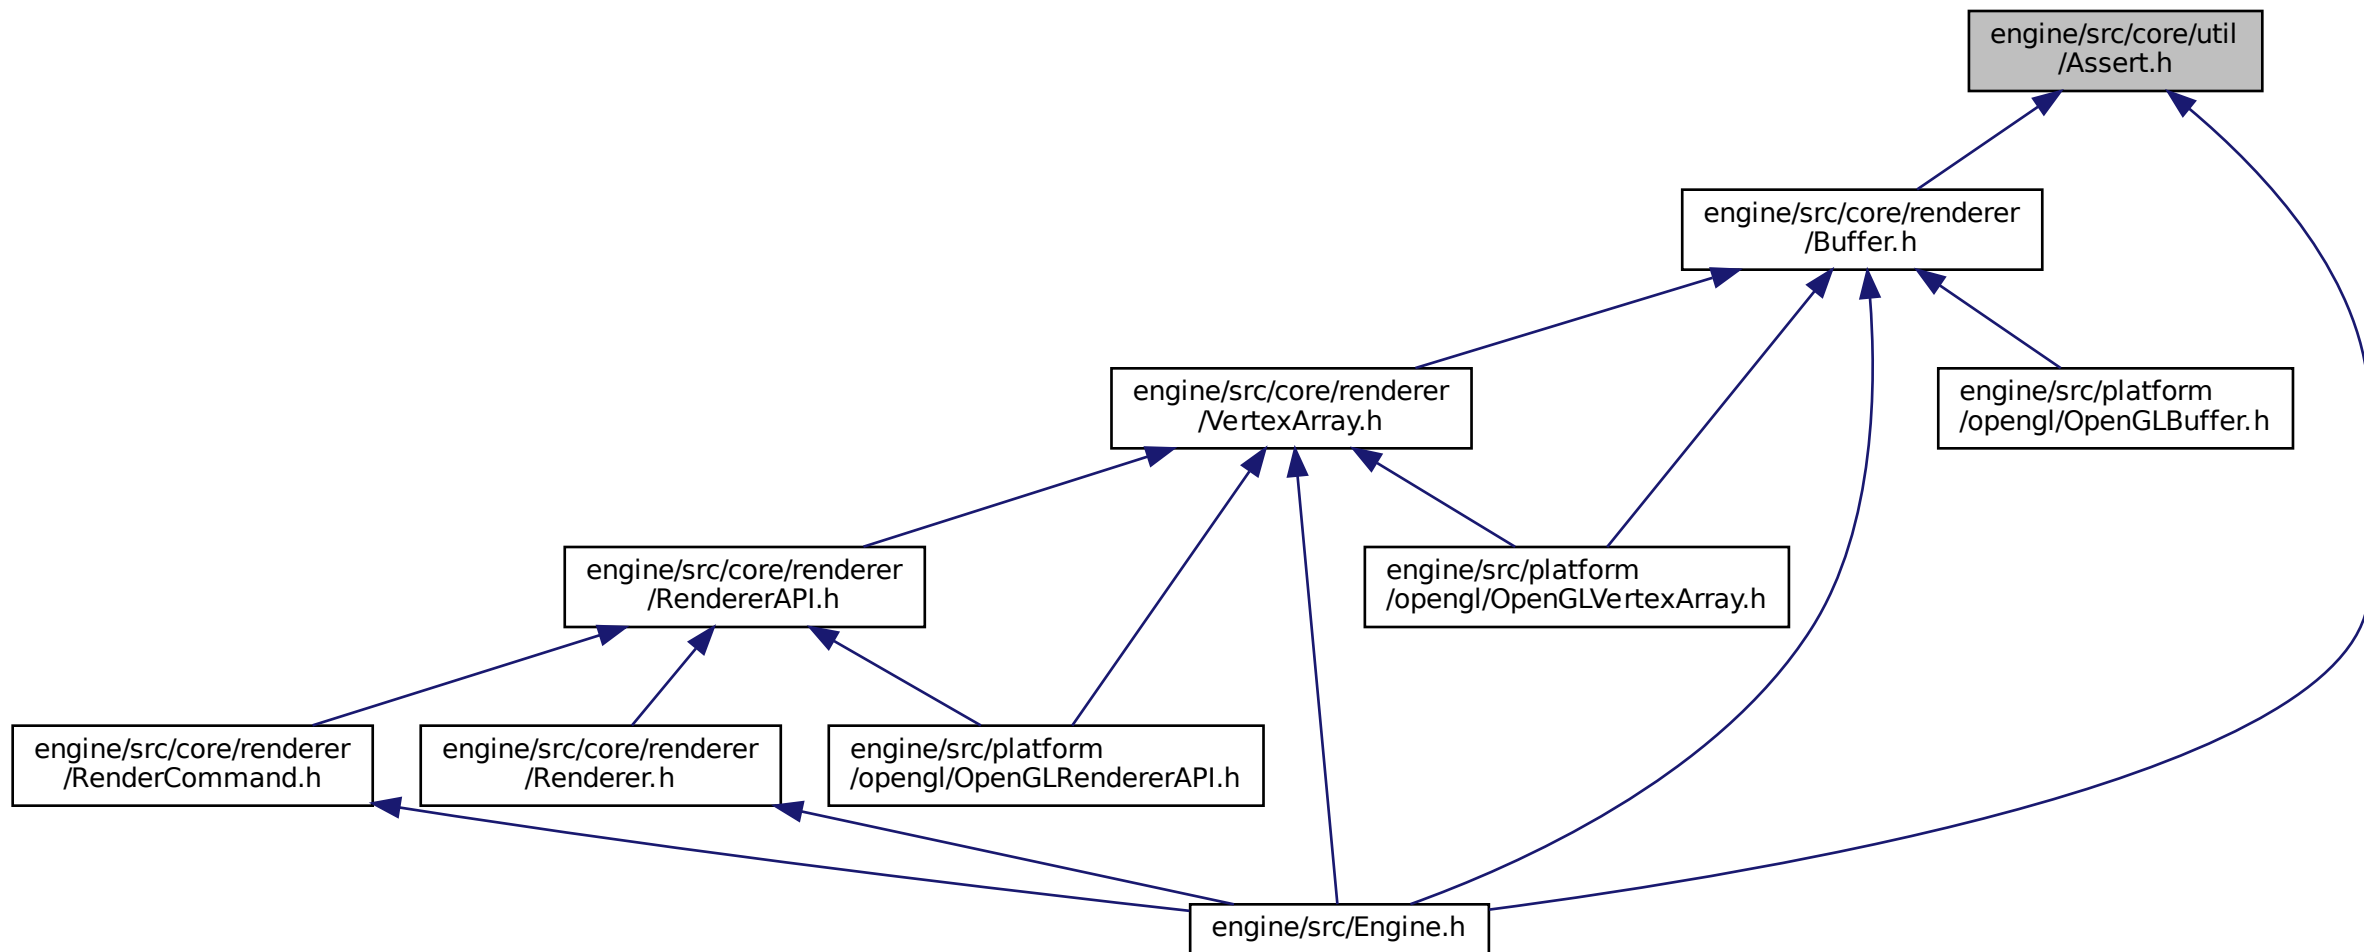 engine/src/core/util
/Assert.h
engine/src/core/renderer
/Buffer.h
engine/src/core/renderer
/VertexArray.h
engine/src/platform
/opengl/OpenGLBuffer.h
engine/src/core/renderer
/RendererAPI.h
engine/src/platform
/opengl/OpenGLVertexArray.h
engine/src/core/renderer
/RenderCommand.h
engine/src/core/renderer
/Renderer.h
engine/src/platform
/opengl/OpenGLRendererAPI.h
engine/src/Engine.h